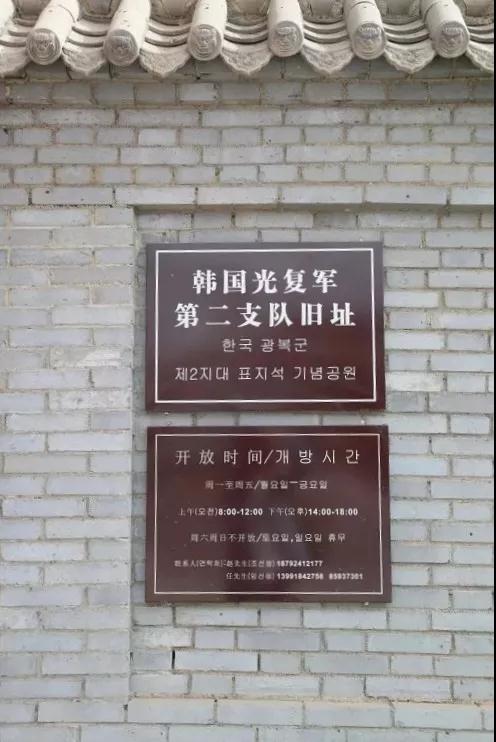 韩国光复军
第二支队旧址
한국 광복군
제2지대 표지석 기념공원
开放时间/개방시간
周一至周五/월요일~금요일
上午(오전)8:00-12:00 下午(오후)14:00-18:00
周六周日不开放/토요일,일요일 휴무
联系人(연락처):赵先生(조선생)18792412177
任先生(임선생)13991842758 85937301